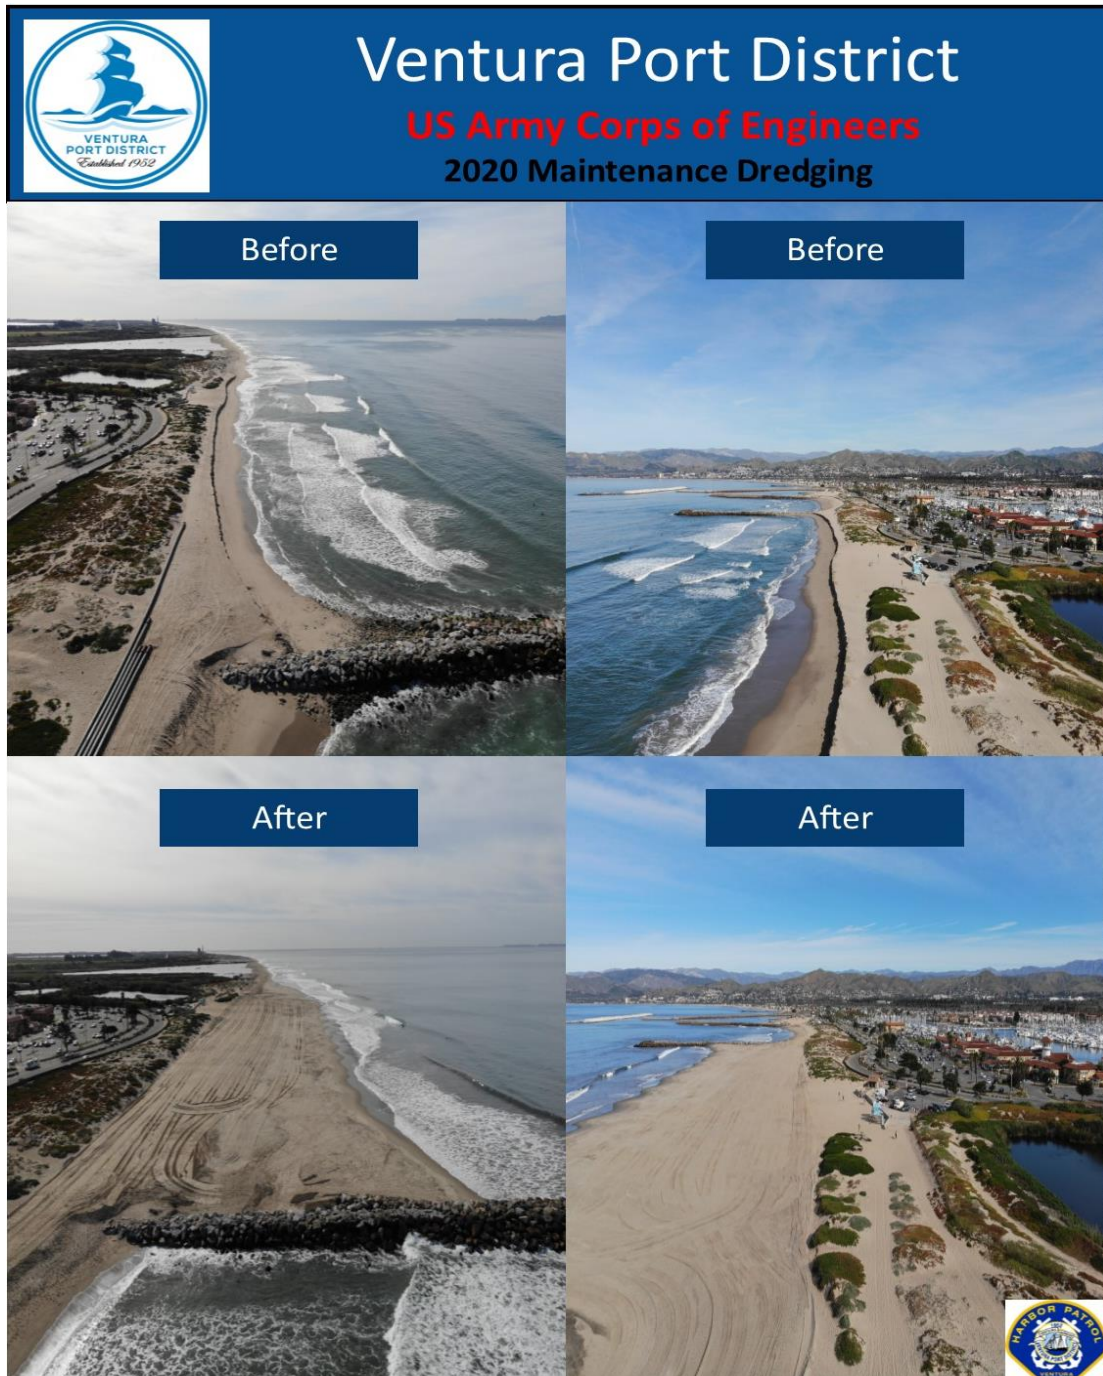 Ventura Port District
US Army Corps of Engineers
2020 Maintenance Dredging
VENTURA
PORT DISTRICT
Established 1952
Before
Before
After
After
HARBOR PATROL
VENTURA